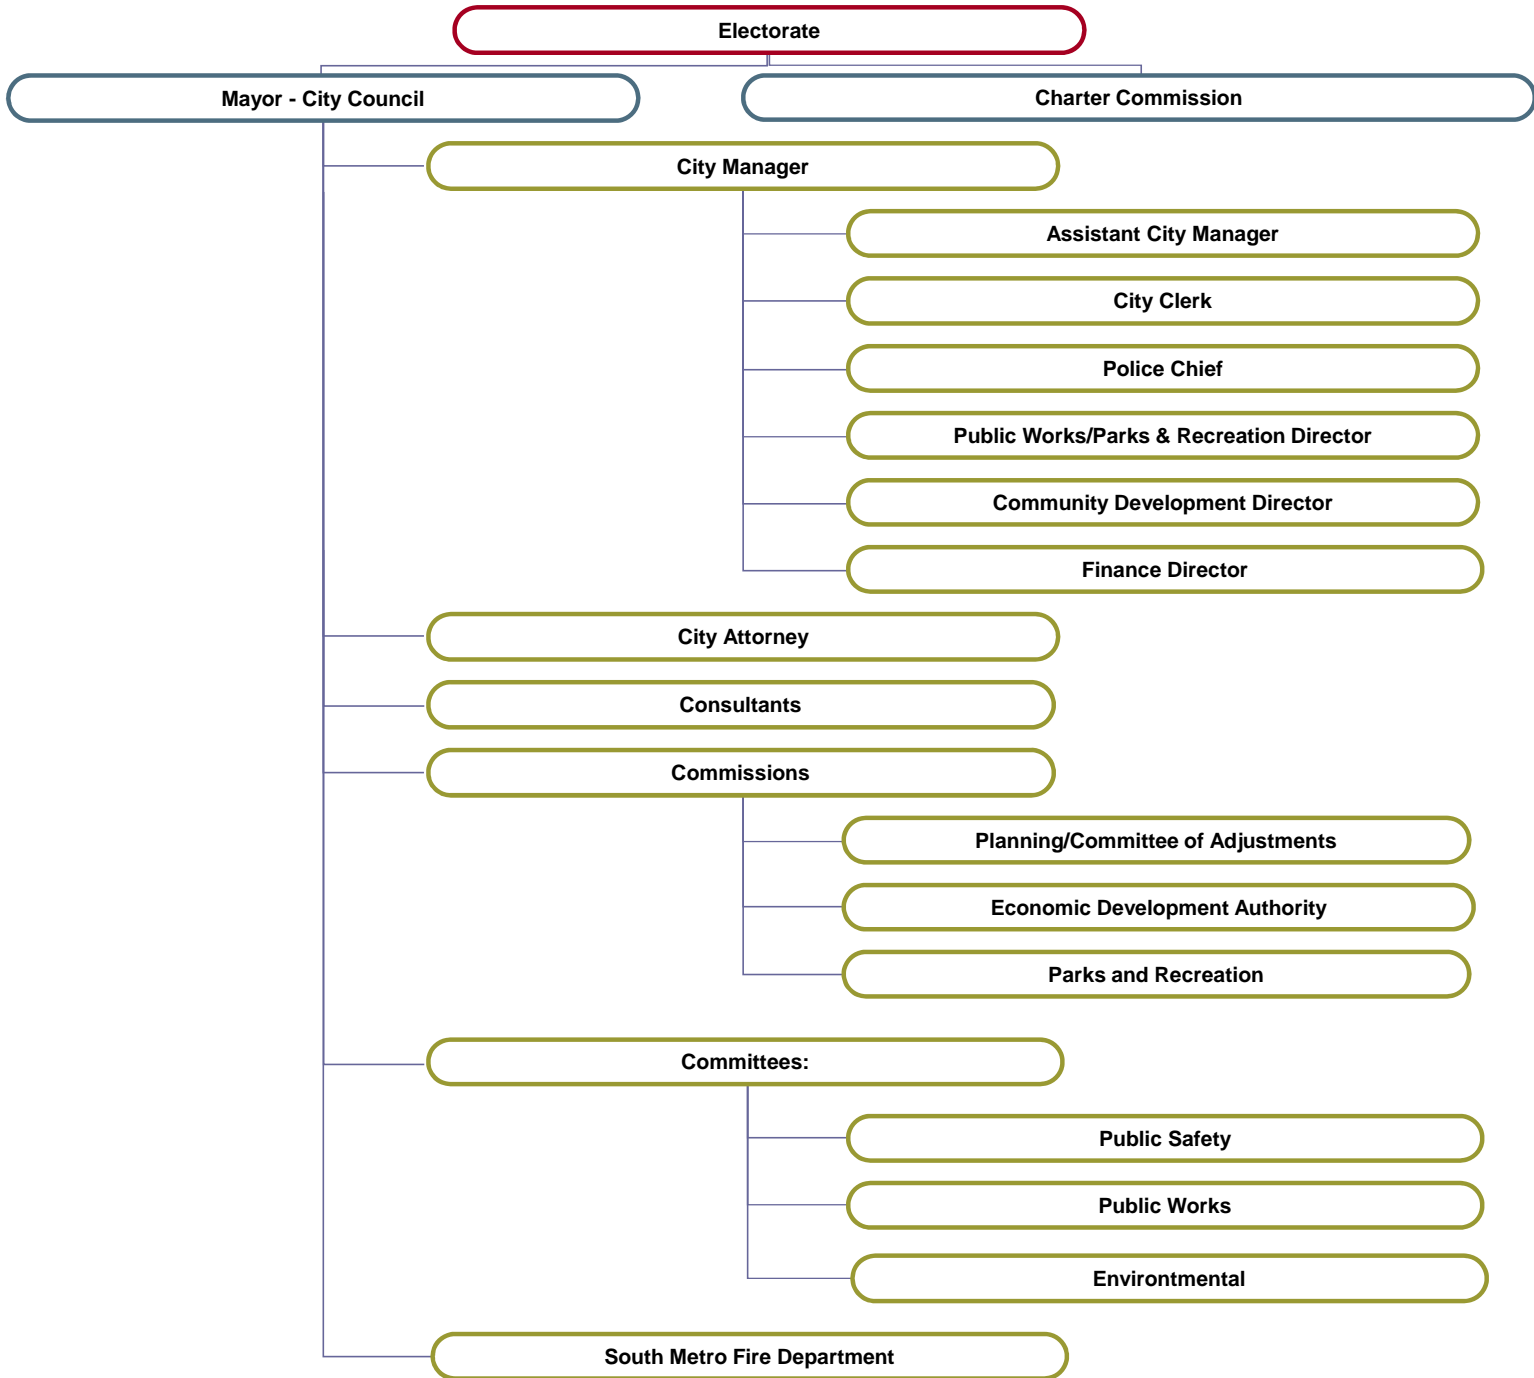 Electorate
Mayor - City Council
Charter Commission
City Manager
Assistant City Manager
City Clerk
Police Chief
Public Works/Parks & Recreation Director
Community Development Director
Finance Director
City Attorney
Consultants
Commissions
Planning/Committee of Adjustments
Economic Development Authority
Parks and Recreation
Committees:
Public Safety
Public Works
Environtmental
South Metro Fire Department